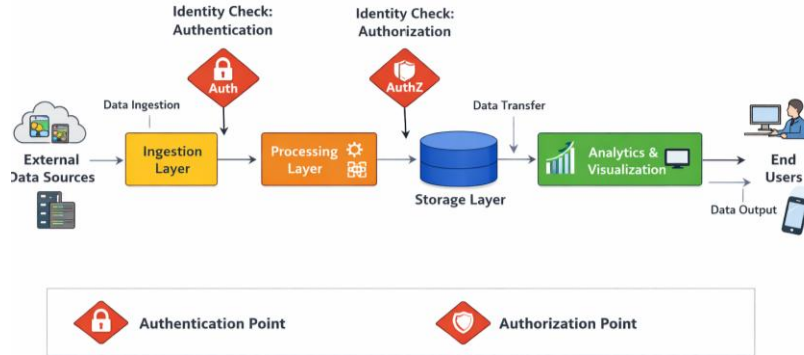 Identity Check:
Authentication
Identity Check:
Authorization
Auth
AuthZ
Data Ingestion
Data Transfer
External
Data Sources
Ingestion
Layer
Processing
Layer
Storage Layer
Analytics &
Visualization
End
Users
Data Output
Authentication Point
Authorization Point